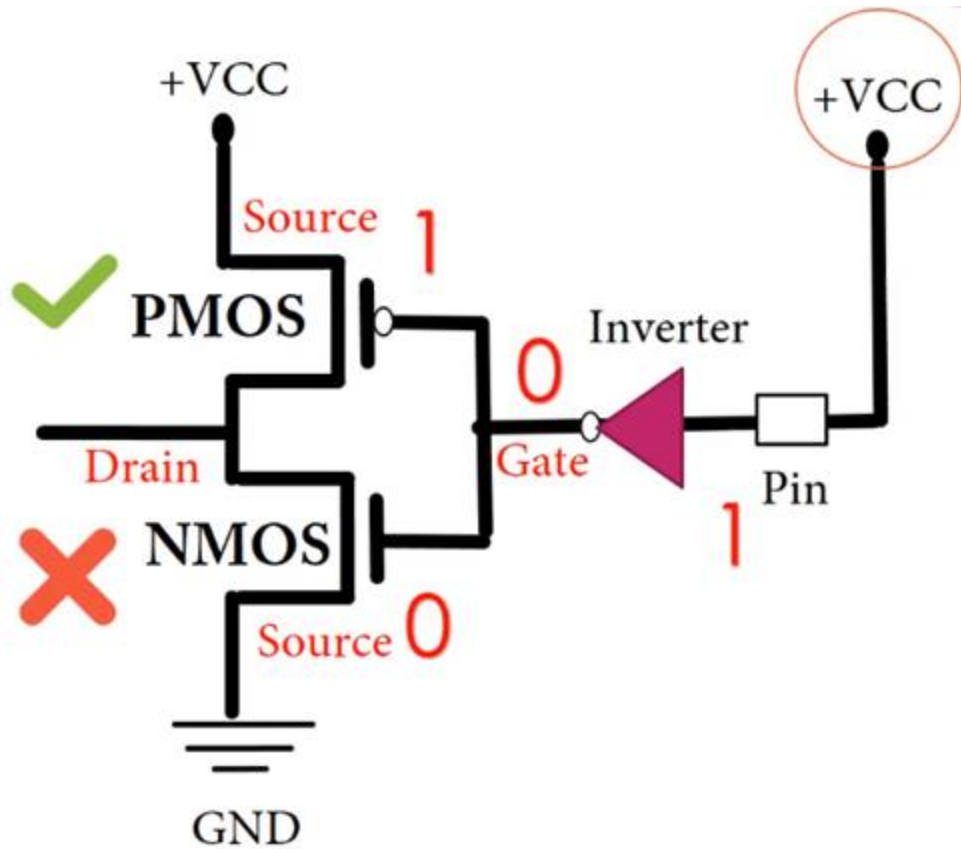 +VCC
+VCC
Source
1
PMOS
Inverter
0
Drain
Gate
Pin
NMOS
1
Source
0
GND